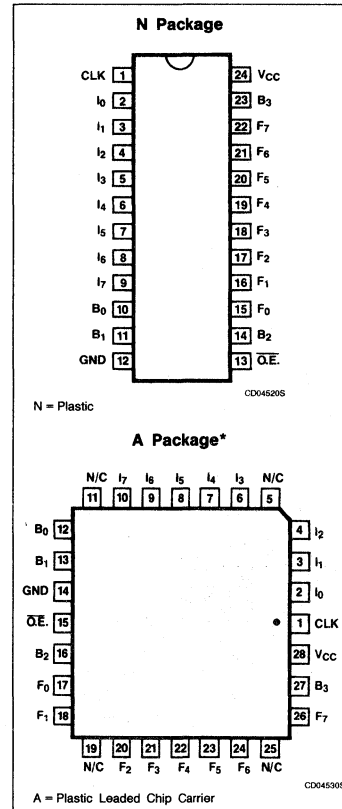 N Package
CLK 1 24 VCC
I0 2 23 B3
I1 3 22 F7
I2 4 21 F6
I3 5 20 F5
I4 6 19 F4
I5 7 18 F3
I6 8 17 F2
I7 9 16 F1
B0 10 15 F0
B1 11 14 B2
GND 12 13 O.E.
CD04520S
N = Plastic
A Package*
N/C I7 I6 I5 I4 I3 N/C
11 10 9 8 7 6 5
B0 12 4 I2
B1 13 3 I1
GND 14 2 I0
O.E. 15 1 CLK
B2 16 28 VCC
F0 17 27 B3
F1 18 26 F7
19 20 21 22 23 24 25
N/C F2 F3 F4 F5 F6 N/C
CD04530S
A = Plastic Leaded Chip Carrier